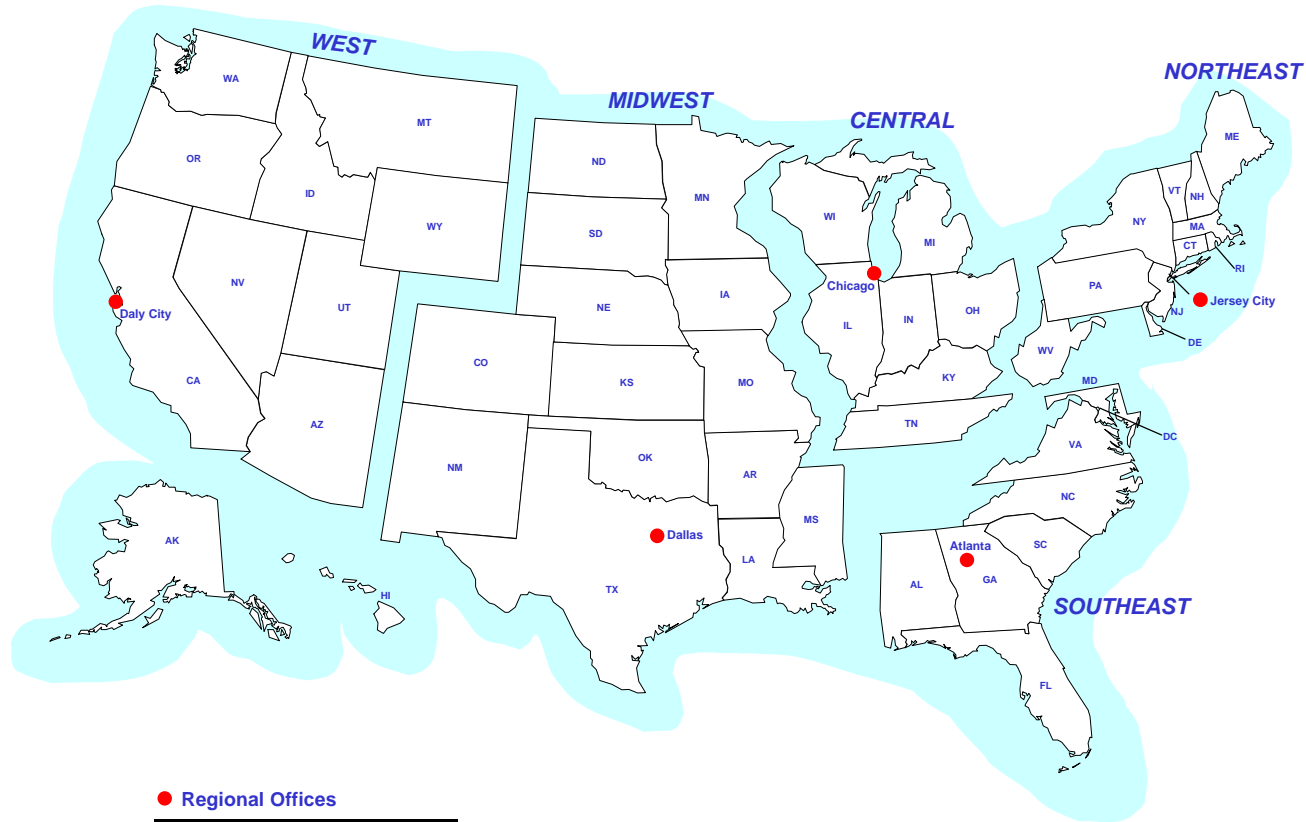 WEST
MIDWEST
CENTRAL
NORTHEAST
WA
MT
ME
OR
ID
ND
MN
WI
VT
NH
NY
MA
WY
SD
MI
CT
RI
NV
UT
NE
IA
Chicago
PA
Jersey City
NJ
Daly City
IL
IN
OH
DE
WV
CO
KS
MO
KY
MD
CA
AZ
TN
DC
VA
NM
OK
AR
NC
MS
AK
Dallas
Atlanta
SC
LA
AL
GA
HI
TX
SOUTHEAST
FL
Regional Offices